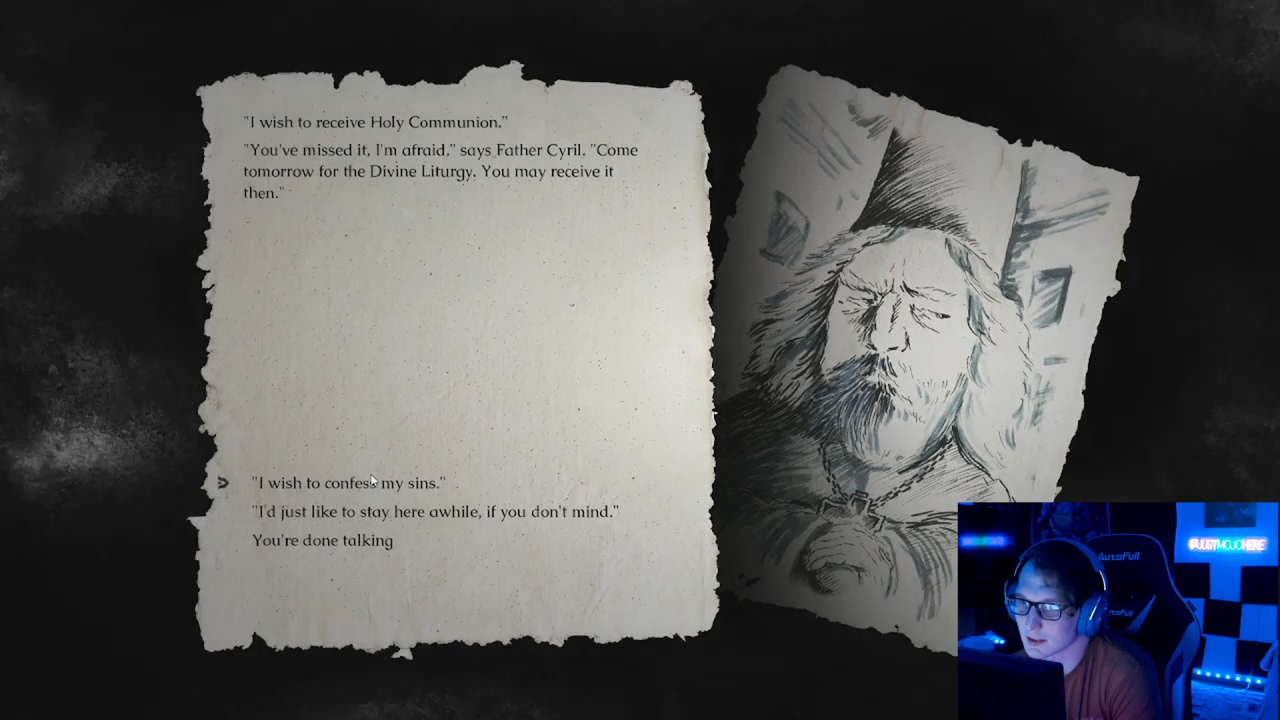 "I wish to receive Holy Communion."
"You've missed it, I'm afraid," says Father Cyril. "Come
tomorrow for the Divine Liturgy. You may receive it
then."
"I wish to confess my sins."
"I'd just like to stay here awhile, if you don't mind."
You're done talking
AutoFull
@JUSTMOJOHERE